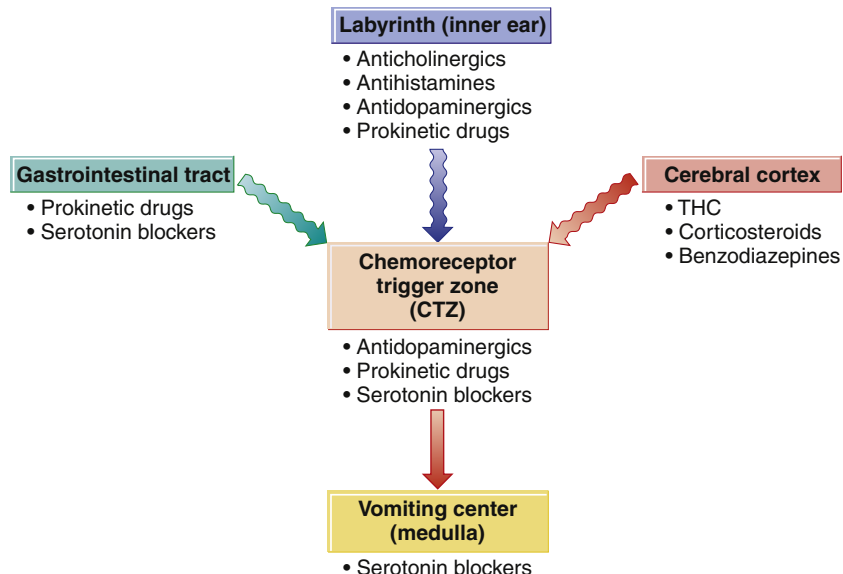 Labyrinth (inner ear)
• Anticholinergics
• Antihistamines
• Antidopaminergics
• Prokinetic drugs
Gastrointestinal tract
• Prokinetic drugs
• Serotonin blockers
Cerebral cortex
• THC
• Corticosteroids
• Benzodiazepines
Chemoreceptor
trigger zone
(CTZ)
• Antidopaminergics
• Prokinetic drugs
• Serotonin blockers
Vomiting center
(medulla)
• Serotonin blockers